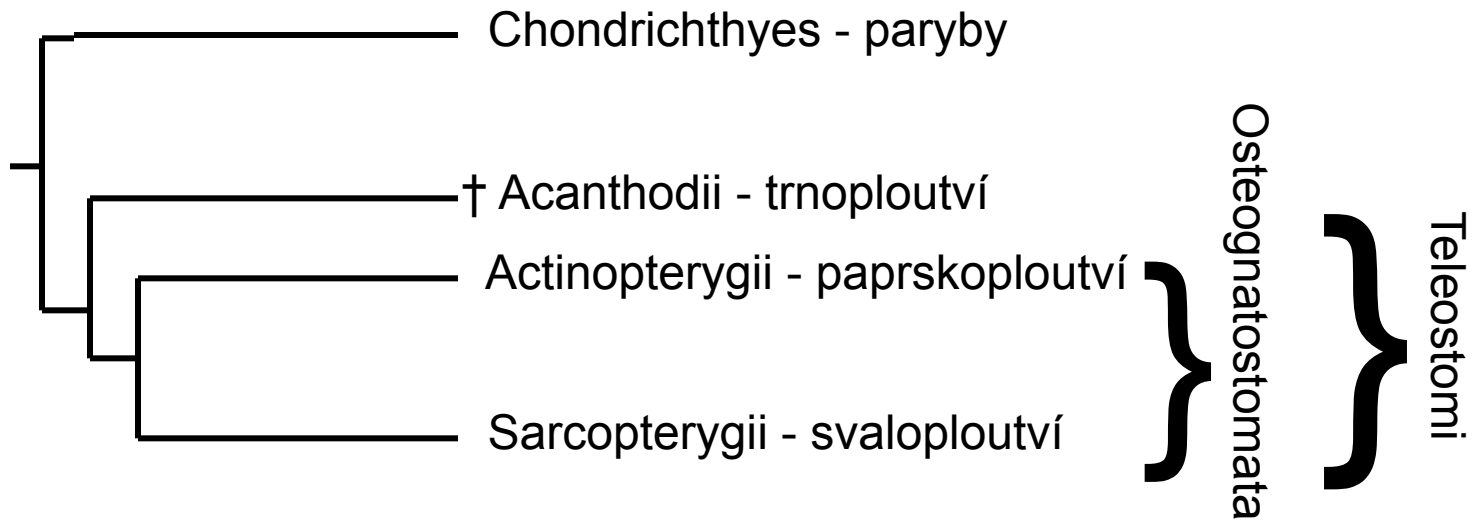 Chondrichthyes - paryby
† Acanthodii - trnoploutví
Actinopterygii - paprskoploutví
Sarcopterygii - svaloploutví
Osteognatostomata
Teleostomi